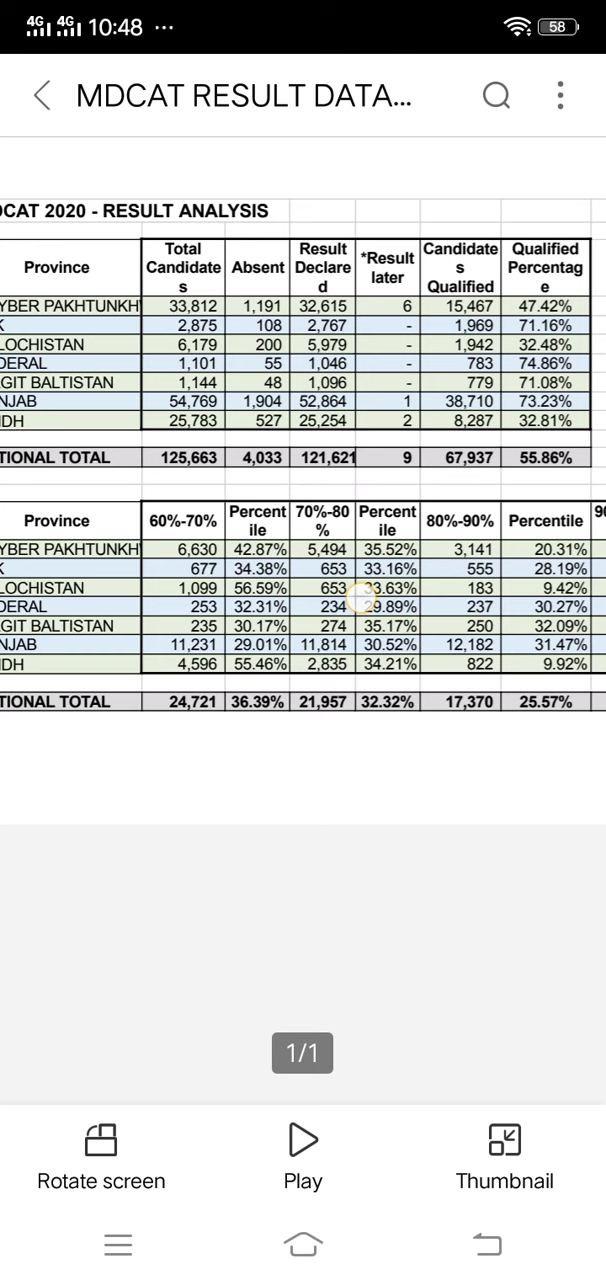 4G 4G 10:48 ... 58
MDCAT RESULT DATA...
DCAT 2020 - RESULT ANALYSIS
Province Total Candidates Absent Result Declared *Result later Candidates Qualified Qualified Percentage
YBER PAKHTUNKH 33,812 1,191 32,615 6 15,467 47.42%
K 2,875 108 2,767 - 1,969 71.16%
LOCHISTAN 6,179 200 5,979 - 1,942 32.48%
DERAL 1,101 55 1,046 - 783 74.86%
GIT BALTISTAN 1,144 48 1,096 - 779 71.08%
NJAB 54,769 1,904 52,864 1 38,710 73.23%
IDH 25,783 527 25,254 2 8,287 32.81%
TIONAL TOTAL 125,663 4,033 121,621 9 67,937 55.86%
Province 60%-70% Percentile 70%-80% Percentile 80%-90% Percentile 90
YBER PAKHTUNKH 6,630 42.87% 5,494 35.52% 3,141 20.31%
K 677 34.38% 653 33.16% 555 28.19%
LOCHISTAN 1,099 56.59% 653 33.63% 183 9.42%
DERAL 253 32.31% 234 29.89% 237 30.27%
GIT BALTISTAN 235 30.17% 274 35.17% 250 32.09%
NJAB 11,231 29.01% 11,814 30.52% 12,182 31.47%
IDH 4,596 55.46% 2,835 34.21% 822 9.92%
TIONAL TOTAL 24,721 36.39% 21,957 32.32% 17,370 25.57%
1/1
Rotate screen Play Thumbnail